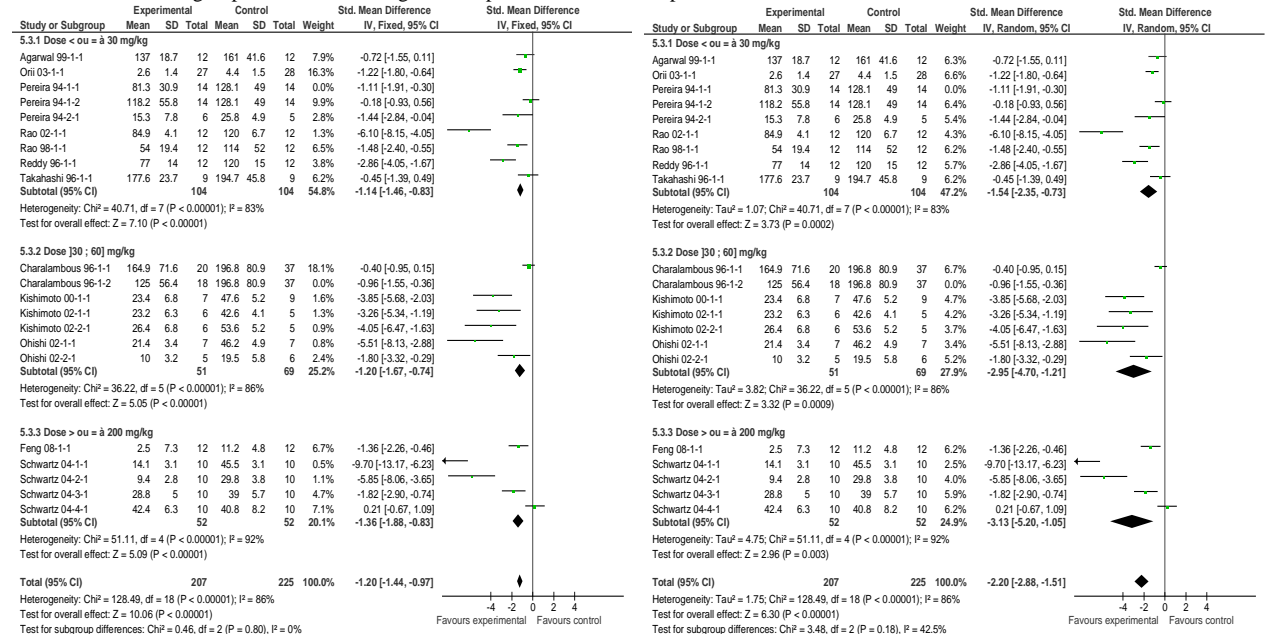 Experimental Control Std. Mean Difference Std. Mean Difference
Study or Subgroup Mean SD Total Mean SD Total Weight IV, Fixed, 95% CI IV, Fixed, 95% CI
5.3.1 Dose < ou = à 30 mg/kg
Agarwal 99-1-1 137 18.7 12 161 41.6 12 7.9% -0.72 [-1.55, 0.11]
Orii 03-1-1 2.6 1.4 27 4.4 1.5 28 16.3% -1.22 [-1.80, -0.64]
Pereira 94-1-1 81.3 30.9 14 128.1 49 14 0.0% -1.11 [-1.91, -0.30]
Pereira 94-1-2 118.2 55.8 14 128.1 49 14 9.9% -0.18 [-0.93, 0.56]
Pereira 94-2-1 15.3 7.8 6 25.8 4.9 5 2.8% -1.44 [-2.84, -0.04]
Rao 02-1-1 84.9 4.1 12 120 6.7 12 1.3% -6.10 [-8.15, -4.05]
Rao 98-1-1 54 19.4 12 114 52 12 6.5% -1.48 [-2.40, -0.55]
Reddy 96-1-1 77 14 12 120 15 12 3.8% -2.86 [-4.05, -1.67]
Takahashi 96-1-1 177.6 23.7 9 194.7 45.8 9 6.3% -0.45 [-1.39, 0.49]
Subtotal (95% CI) 104 104 54.8% -1.14 [-1.46, -0.83]
Heterogeneity: Chi² = 40.71, df = 7 (P < 0.00001); I² = 83%
Test for overall effect: Z = 7.10 (P < 0.00001)
5.3.2 Dose ]30 ; 60] mg/kg
Charalambous 96-1-1 164.9 71.6 20 196.8 80.9 37 18.1% -0.40 [-0.95, 0.15]
Charalambous 96-1-2 125 56.4 18 196.8 80.9 37 0.0% -0.96 [-1.55, -0.36]
Kishimoto 00-1-1 23.4 6.8 7 47.6 5.2 9 1.6% -3.85 [-5.68, -2.03]
Kishimoto 02-1-1 23.2 6.3 6 42.6 4.1 5 1.3% -3.26 [-5.34, -1.19]
Kishimoto 02-2-1 26.4 6.8 6 53.6 5.2 5 0.9% -4.05 [-6.47, -1.63]
Ohishi 02-1-1 21.4 3.4 7 46.2 4.9 7 0.8% -5.51 [-8.13, -2.88]
Ohishi 02-2-1 10 3.2 5 19.5 5.8 6 2.4% -1.80 [-3.32, -0.29]
Subtotal (95% CI) 51 69 25.2% -1.20 [-1.67, -0.74]
Heterogeneity: Chi² = 36.22, df = 5 (P < 0.00001); I² = 86%
Test for overall effect: Z = 5.05 (P < 0.00001)
5.3.3 Dose > ou = à 200 mg/kg
Feng 08-1-1 2.5 7.3 12 11.2 4.8 12 6.7% -1.36 [-2.26, -0.46]
Schwartz 04-1-1 14.1 3.1 10 45.5 3.1 10 0.5% -9.70 [-13.17, -6.23]
Schwartz 04-2-1 9.4 2.8 10 29.8 3.8 10 1.1% -5.85 [-8.06, -3.65]
Schwartz 04-3-1 28.8 5 10 39 5.7 10 4.7% -1.82 [-2.90, -0.74]
Schwartz 04-4-1 42.4 6.3 10 40.8 8.2 10 7.1% 0.21 [-0.67, 1.09]
Subtotal (95% CI) 52 52 20.1% -1.36 [-1.88, -0.83]
Heterogeneity: Chi² = 51.11, df = 4 (P < 0.00001); I² = 92%
Test for overall effect: Z = 5.09 (P < 0.00001)
Total (95% CI) 207 225 100.0% -1.20 [-1.44, -0.97]
Heterogeneity: Chi² = 128.49, df = 18 (P < 0.00001); I² = 86%
Test for overall effect: Z = 10.06 (P < 0.00001)
Test for subgroup differences: Chi² = 0.46, df = 2 (P = 0.80), I² = 0%
-4 -2 0 2 4
Favours experimental Favours control
Experimental Control Std. Mean Difference Std. Mean Difference
Study or Subgroup Mean SD Total Mean SD Total Weight IV, Random, 95% CI IV, Random, 95% CI
5.3.1 Dose < ou = à 30 mg/kg
Agarwal 99-1-1 137 18.7 12 161 41.6 12 6.3% -0.72 [-1.55, 0.11]
Orii 03-1-1 2.6 1.4 27 4.4 1.5 28 6.6% -1.22 [-1.80, -0.64]
Pereira 94-1-1 81.3 30.9 14 128.1 49 14 0.0% -1.11 [-1.91, -0.30]
Pereira 94-1-2 118.2 55.8 14 128.1 49 14 6.4% -0.18 [-0.93, 0.56]
Pereira 94-2-1 15.3 7.8 6 25.8 4.9 5 5.5% -1.44 [-2.84, -0.04]
Rao 02-1-1 84.9 4.1 12 120 6.7 12 4.1% -6.10 [-8.15, -4.05]
Rao 98-1-1 54 19.4 12 114 52 12 6.2% -1.48 [-2.40, -0.55]
Reddy 96-1-1 77 14 12 120 15 12 5.7% -2.86 [-4.05, -1.67]
Takahashi 96-1-1 177.6 23.7 9 194.7 45.8 9 6.2% -0.45 [-1.39, 0.49]
Subtotal (95% CI) 104 104 47.2% -1.54 [-2.35, -0.73]
Heterogeneity: Tau² = 1.07; Chi² = 40.71, df = 7 (P < 0.00001); I² = 83%
Test for overall effect: Z = 3.73 (P = 0.0002)
5.3.2 Dose ]30 ; 60] mg/kg
Charalambous 96-1-1 164.9 71.6 20 196.8 80.9 37 6.7% -0.40 [-0.95, 0.15]
Charalambous 96-1-2 125 56.4 18 196.8 80.9 37 0.0% -0.96 [-1.55, -0.36]
Kishimoto 00-1-1 23.4 6.8 7 47.6 5.2 9 4.5% -3.85 [-5.68, -2.03]
Kishimoto 02-1-1 23.2 6.3 6 42.6 4.1 5 4.1% -3.26 [-5.34, -1.19]
Kishimoto 02-2-1 26.4 6.8 6 53.6 5.2 5 3.6% -4.05 [-6.47, -1.63]
Ohishi 02-1-1 21.4 3.4 7 46.2 4.9 7 3.3% -5.51 [-8.13, -2.88]
Ohishi 02-2-1 10 3.2 5 19.5 5.8 6 5.1% -1.80 [-3.32, -0.29]
Subtotal (95% CI) 51 69 27.9% -2.95 [-4.70, -1.21]
Heterogeneity: Tau² = 3.82; Chi² = 36.22, df = 5 (P < 0.00001); I² = 86%
Test for overall effect: Z = 3.32 (P = 0.0009)
5.3.3 Dose > ou = à 200 mg/kg
Feng 08-1-1 2.5 7.3 12 11.2 4.8 12 6.2% -1.36 [-2.26, -0.46]
Schwartz 04-1-1 14.1 3.1 10 45.5 3.1 10 2.4% -9.70 [-13.17, -6.23]
Schwartz 04-2-1 9.4 2.8 10 29.8 3.8 10 3.9% -5.85 [-8.06, -3.65]
Schwartz 04-3-1 28.8 5 10 39 5.7 10 5.9% -1.82 [-2.90, -0.74]
Schwartz 04-4-1 42.4 6.3 10 40.8 8.2 10 6.3% 0.21 [-0.67, 1.09]
Subtotal (95% CI) 52 52 24.9% -3.13 [-5.20, -1.05]
Heterogeneity: Tau² = 4.75; Chi² = 51.11, df = 4 (P < 0.00001); I² = 92%
Test for overall effect: Z = 2.96 (P = 0.003)
Total (95% CI) 207 225 100.0% -2.20 [-2.88, -1.51]
Heterogeneity: Tau² = 1.75; Chi² = 128.49, df = 18 (P < 0.00001); I² = 86%
Test for overall effect: Z = 6.30 (P < 0.00001)
Test for subgroup differences: Chi² = 3.48, df = 2 (P = 0.18), I² = 42.5%
-4 -2 0 2 4
Favours experimental Favours control